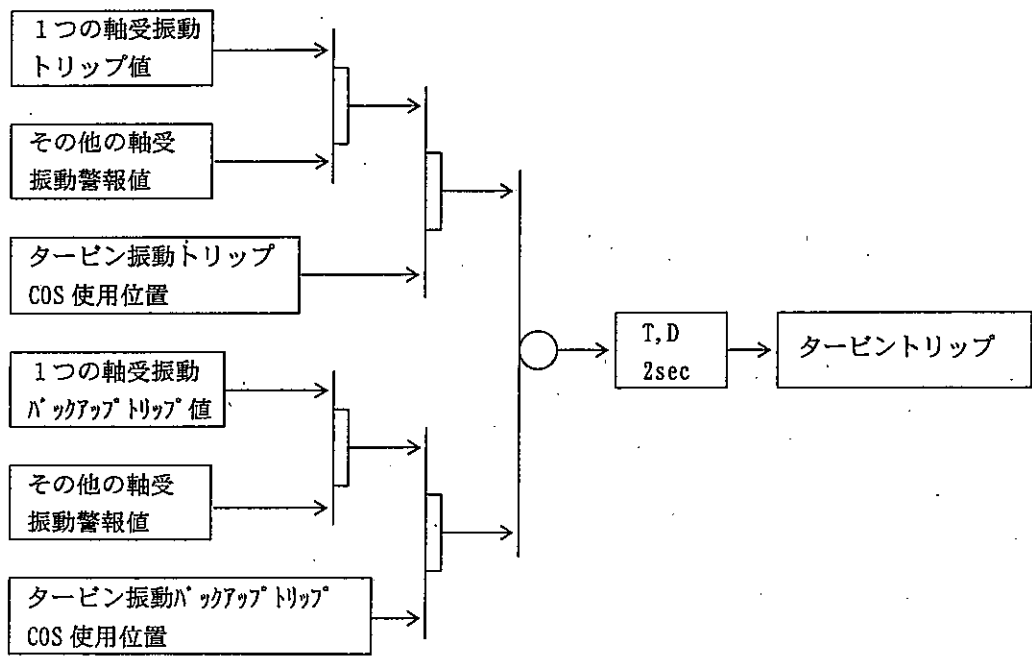 １つの軸受振動
トリップ値
その他の軸受
振動警報値
タービン振動トリップ
COS 使用位置
１つの軸受振動
ﾊﾞｯｸｱｯﾌﾟﾄﾘｯﾌﾟ値
その他の軸受
振動警報値
タービン振動ﾊﾞｯｸｱｯﾌﾟﾄﾘｯﾌﾟ
COS 使用位置
T,D
2sec
タービントリップ